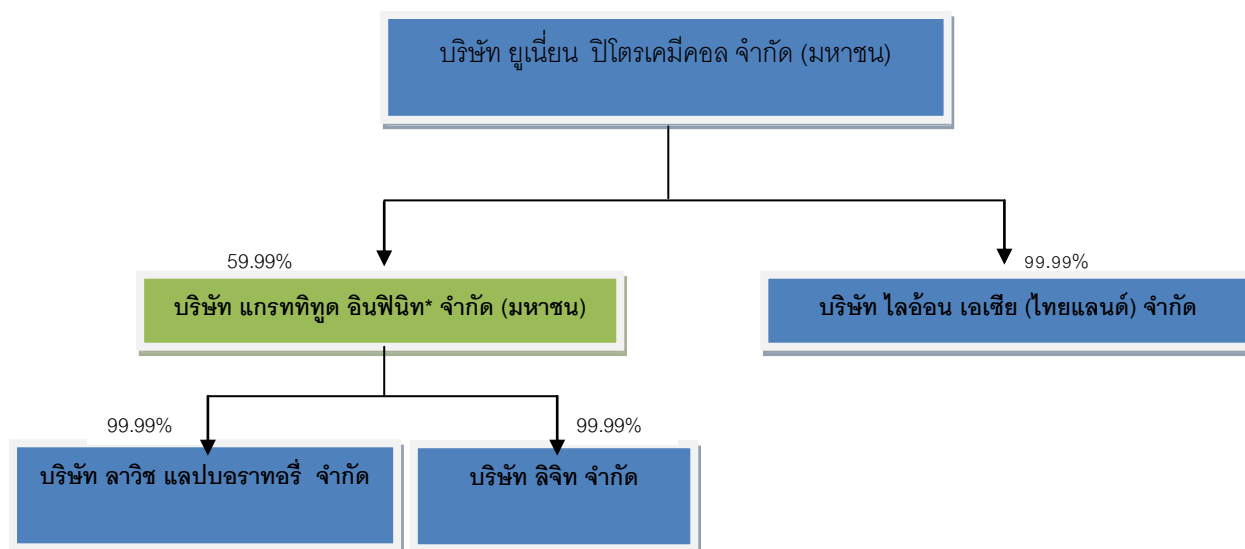 บริษัท ยูเนี่ยน ปิโตรเคมีคอล จำกัด (มหาชน)
59.99%
99.99%
บริษัท แกรททิทูด อินฟินิท* จำกัด (มหาชน)
บริษัท ไลอ้อน เอเซีย (ไทยแลนด์) จำกัด
99.99%
99.99%
บริษัท ลาวิช แลปบอราทอรี่ จำกัด
บริษัท ลิจิท จำกัด